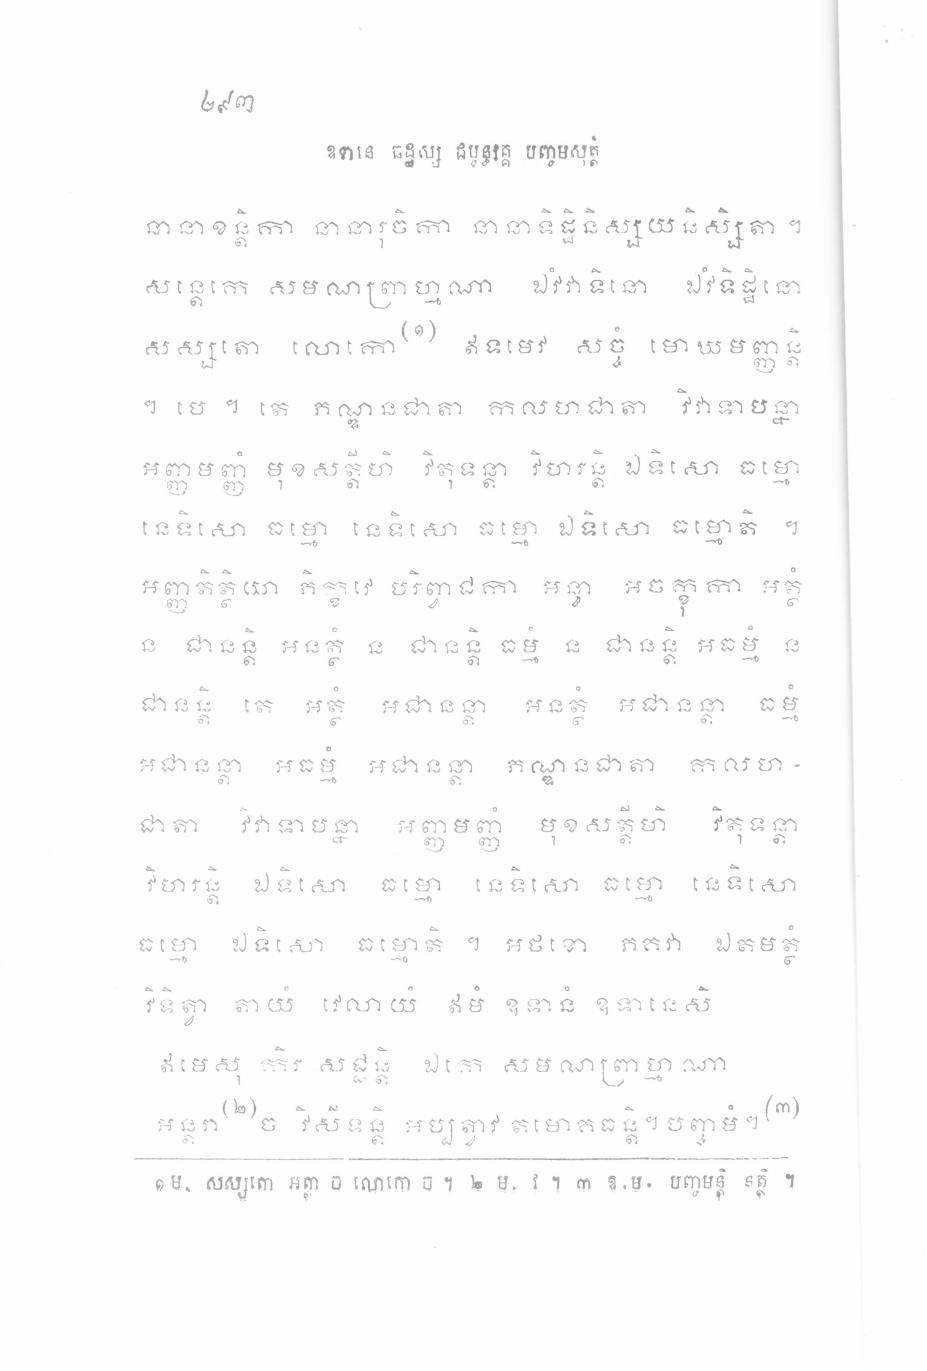 ២៩៣
ឧទានេ ជដ្ឋស្ស ជច្ចន្ធវគ្គេ បញ្ចមសុត្តំ
នានាខន្តិកា នានារុចិកា នានាទិដ្ឋិនិស្សយនិស្សិតា ។
សន្តេកេ សមណព្រាហ្មណា ឯវំវាទិនោ ឯវំទិដ្ឋិនោ
សស្សតោ លោកោ(១) ឥទមេវ សច្ចំ មោឃមញ្ញន្តិ
។ បេ ។ តេ ភណ្ឌនជាតា កលហជាតា វិវាទាបន្នា
អញ្ញមញ្ញំ មុខសត្តីហិ វិតុទន្តា វិហរន្តិ ឯទិសោ ធម្មោ
នេទិសោ ធម្មោ នេទិសោ ធម្មោ ឯទិសោ ធម្មោតិ ។
អញ្ញតិត្ថិយា ភិក្ខវេ បរិព្វាជកា អន្ធា អចក្ខុកា អត្ថំ
ន ជានន្តិ អនត្ថំ ន ជានន្តិ ធម្មំ ន ជានន្តិ អធម្មំ ន
ជានន្តិ តេ អត្ថំ អជានន្តា អនត្ថំ អជានន្តា ធម្មំ
អជានន្តា អធម្មំ អជានន្តា ភណ្ឌនជាតា កលហ-
ជាតា វិវាទាបន្នា អញ្ញមញ្ញំ មុខសត្តីហិ វិតុទន្តា
វិហរន្តិ ឯទិសោ ធម្មោ នេទិសោ ធម្មោ នេទិសោ
ធម្មោ ឯទិសោ ធម្មោតិ ។ អថខោ ភគវា ឯតមត្ថំ
វិទិត្វា តាយំ វេលាយំ ឥមំ ឧទានំ ឧទានេសិ
ឥមេសុ កិរ សជ្ជន្តិ ឯកេ សមណព្រាហ្មណា
អន្តរា(២)ច វិសីទន្តិ អប្បត្វាវ តមោគធន្តិ។ បញ្ចមំ។(៣)
១ ម. សស្សតោ អត្តា ច លោកោ ច ។ ២ ម. វ ។ ៣ ឱ.ម. បញ្ចមន្តិ នត្ថិ ។